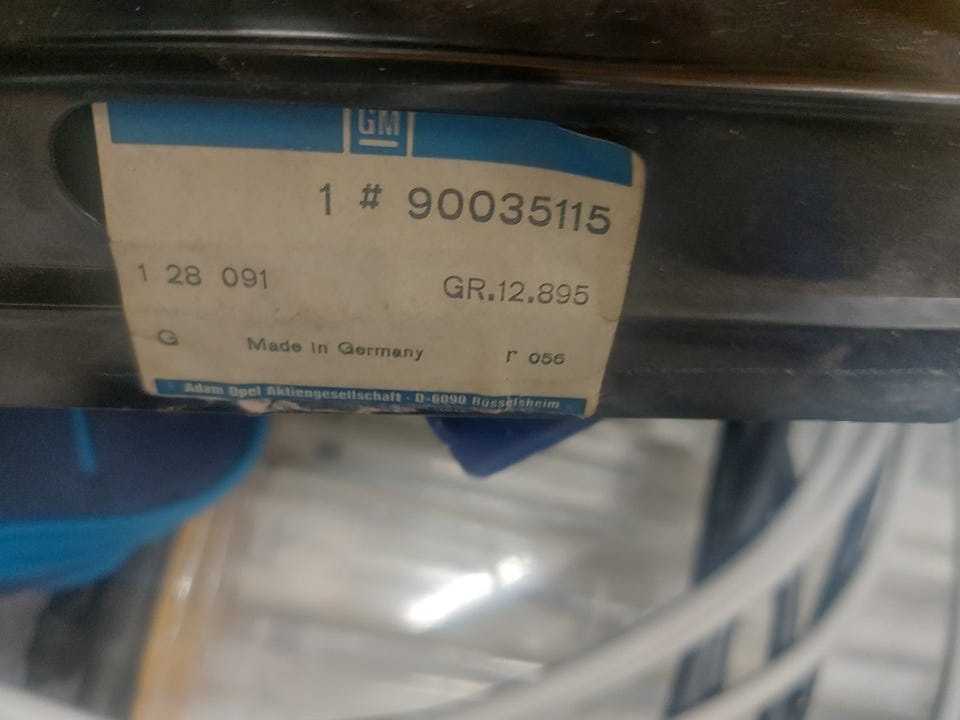 GM
1 # 90035115
1 28 091 GR.12.895
G Made in Germany r 056
Adam Opel Aktiengesellschaft · D-6090 Rüsselsheim